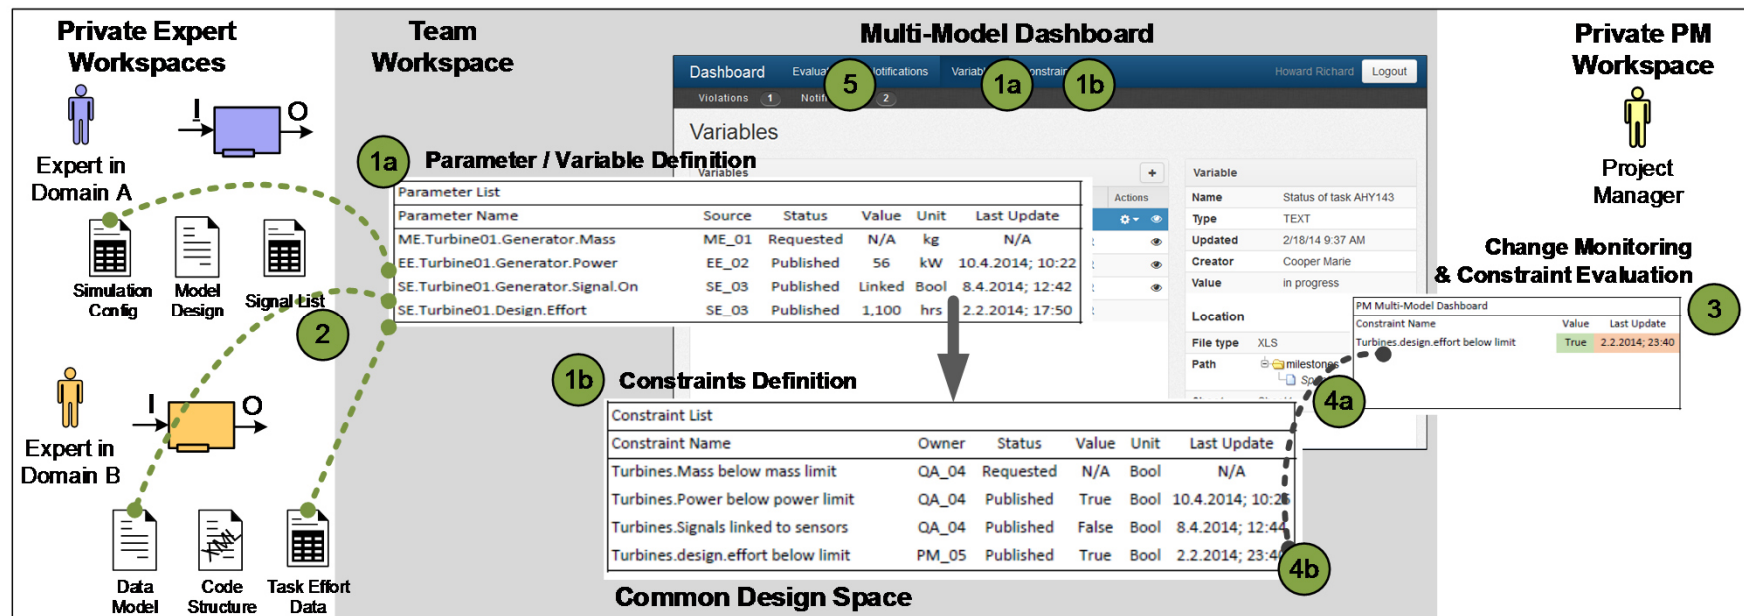 Private Expert
Workspaces
Team
Workspace
Multi-Model Dashboard
Private PM
Workspace
I
O
Expert in
Domain A
Simulation
Config
Model
Design
Signal List
2
I
O
Expert in
Domain B
Data
Model
XML
Code
Structure
Task Effort
Data
Dashboard
5
Notifications
1a
1b
Howard Richard
Logout
Violations 1
2
Variables
1a Parameter / Variable Definition
Variables
+
Actions
Parameter List
Parameter Name Source Status Value Unit Last Update
ME.Turbine01.Generator.Mass ME_01 Requested N/A kg N/A
EE.Turbine01.Generator.Power EE_02 Published 56 kW 10.4.2014; 10:22
SE.Turbine01.Generator.Signal.On SE_03 Published Linked Bool 8.4.2014; 12:42
SE.Turbine01.Design.Effort SE_03 Published 1,100 hrs 2.2.2014; 17:50
Variable
Name Status of task AHY143
Type TEXT
Updated 2/18/14 9:37 AM
Creator Cooper Marie
Value in progress
Location
File type XLS
Path milestones
1b Constraints Definition
Constraint List
Constraint Name Owner Status Value Unit Last Update
Turbines.Mass below mass limit QA_04 Requested N/A Bool N/A
Turbines.Power below power limit QA_04 Published True Bool 10.4.2014;
Turbines.Signals linked to sensors QA_04 Published False Bool 8.4.2014; 12:44
Turbines.design.effort below limit PM_05 Published True Bool 2.2.2014; 23:40
4a
4b
Common Design Space
Project
Manager
Change Monitoring
& Constraint Evaluation
3
PM Multi-Model Dashboard
Constraint Name Value Last Update
Turbines.design.effort below limit True 2.2.2014; 23:40